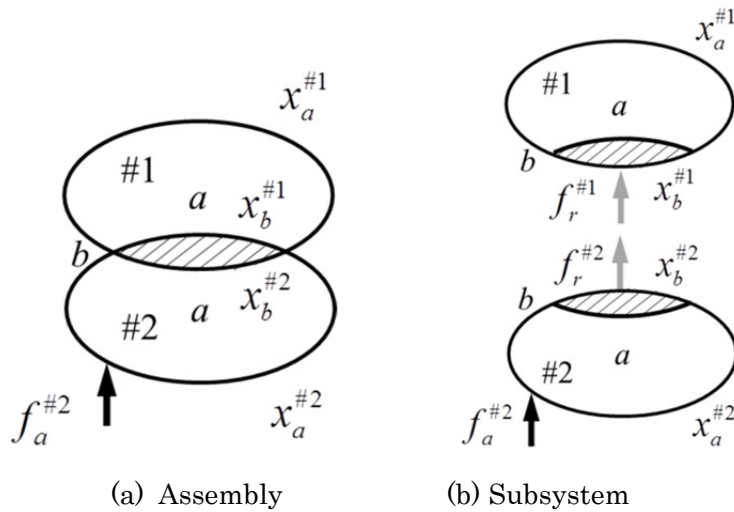 x_a^{#1}
#1
a
x_b^{#1}
b
x_b^{#2}
#2
a
f_a^{#2}
x_a^{#2}
(a) Assembly
x_a^{#1}
#1
a
b
f_r^{#1}
x_b^{#1}
f_r^{#2}
x_b^{#2}
b
a
#2
f_a^{#2}
x_a^{#2}
(b) Subsystem